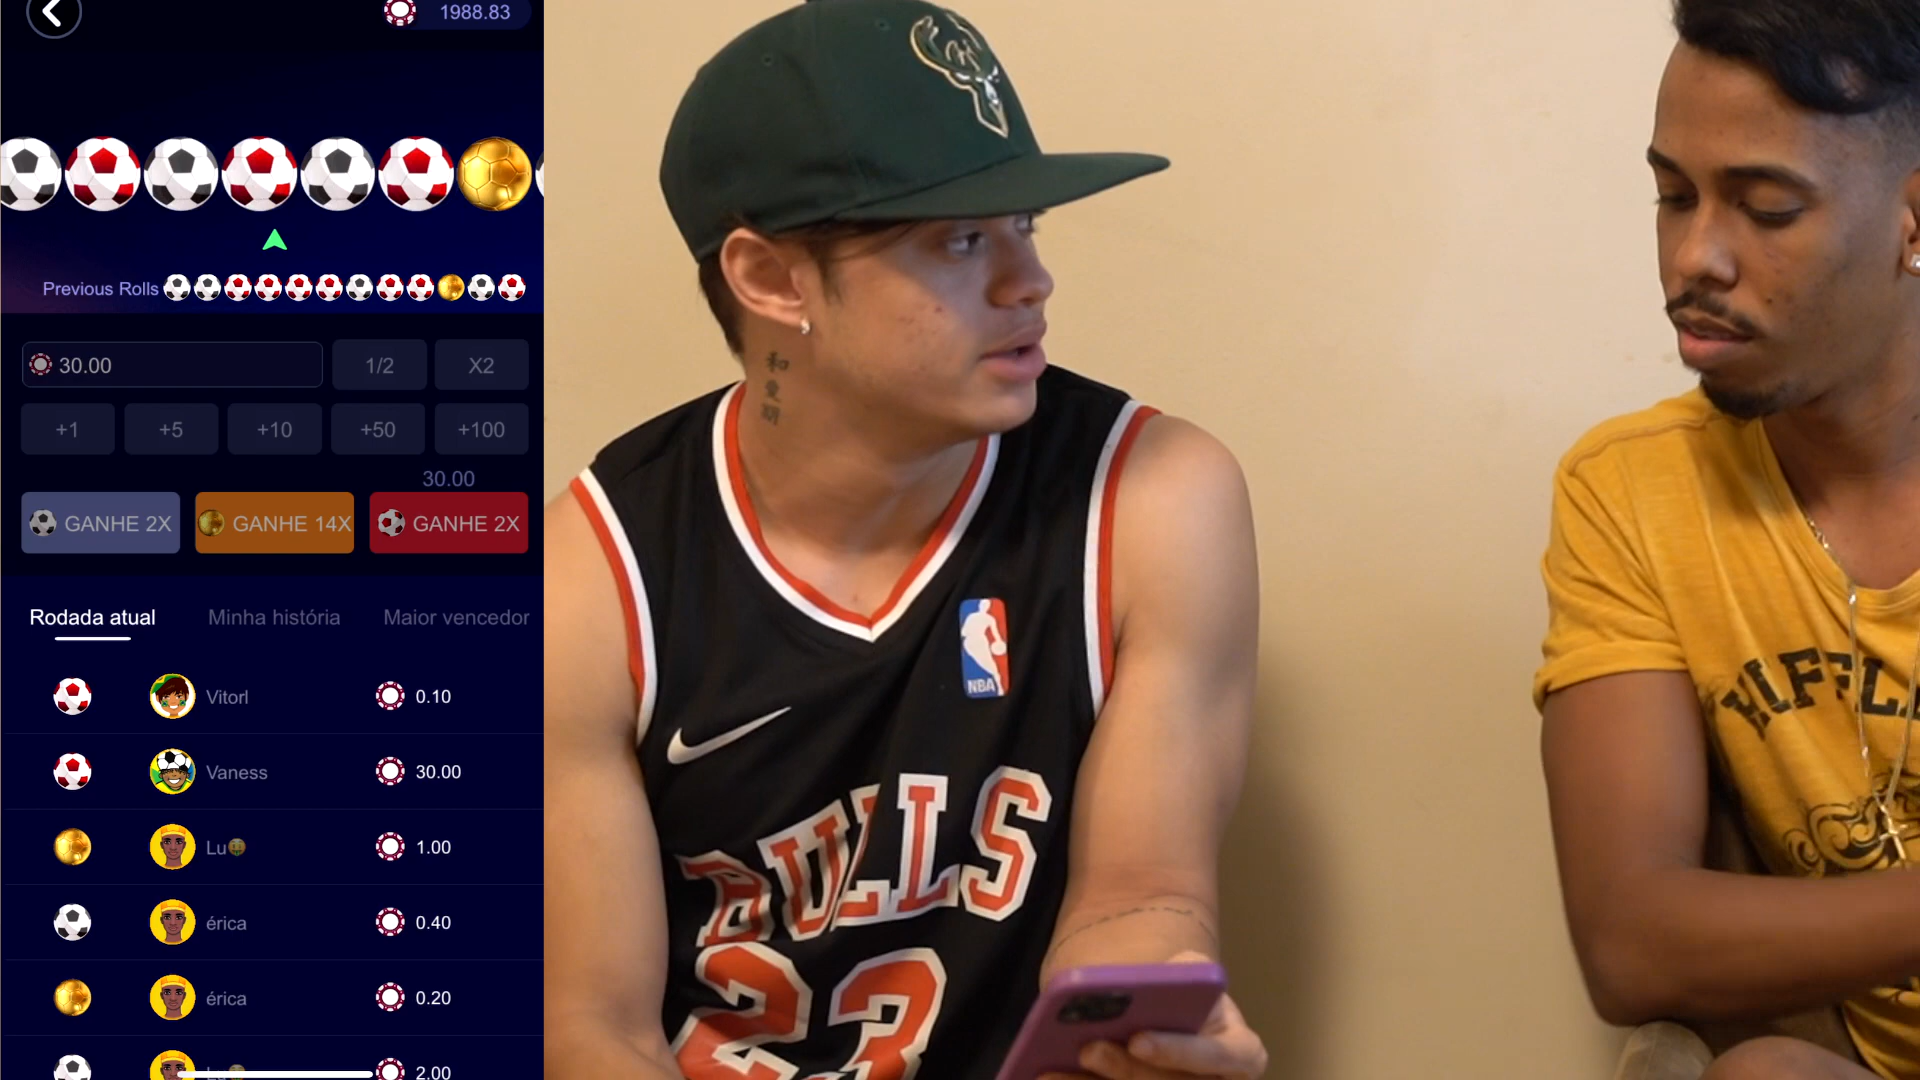 1988.83
Previous Rolls
30.00
1/2
X2
+1
+5
+10
+50
+100
30.00
GANHE 2X
GANHE 14X
GANHE 2X
Rodada atual
Minha história
Maior vencedor
Vitorl
0.10
Vaness
30.00
Lu
1.00
érica
0.40
érica
0.20
2.00
和
愛
NBA
BULLS
23